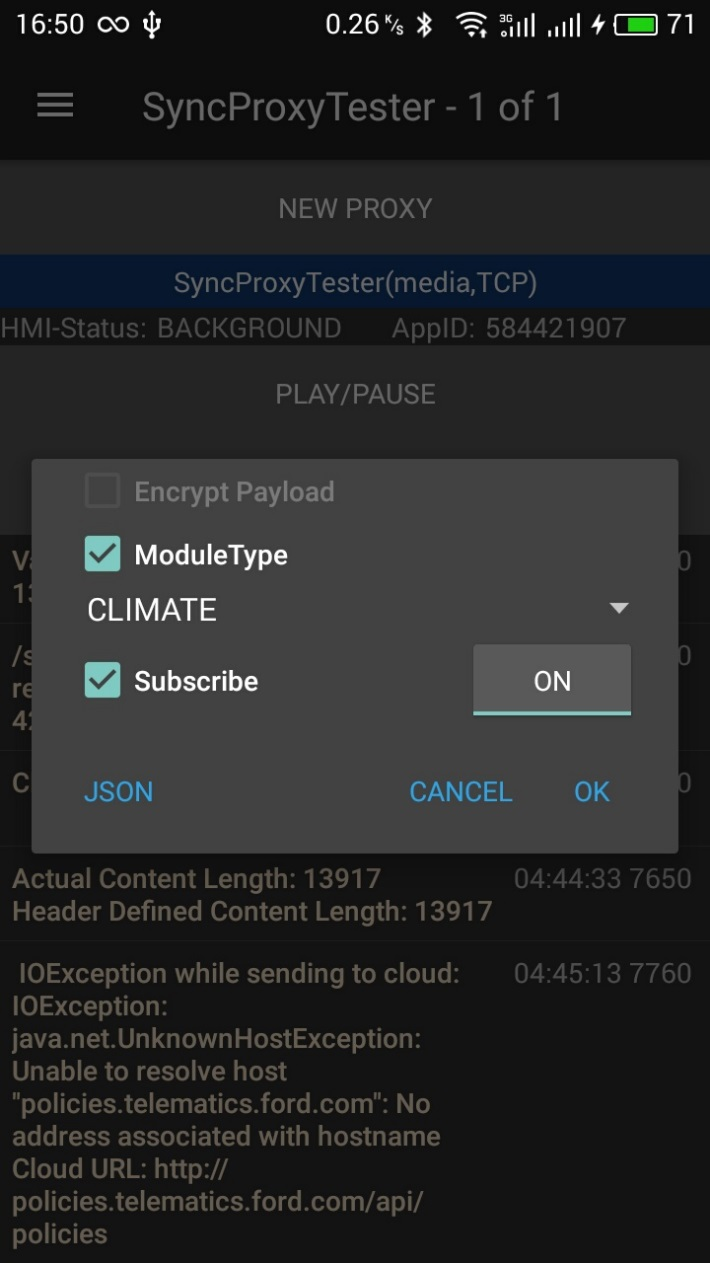 16:50 0.26 K/s 3G 71
SyncProxyTester - 1 of 1
NEW PROXY
SyncProxyTester(media,TCP)
HMI-Status: BACKGROUND AppID: 584421907
PLAY/PAUSE
Encrypt Payload
ModuleType
CLIMATE
Subscribe ON
JSON CANCEL OK
Actual Content Length: 13917 04:44:33 7650
Header Defined Content Length: 13917
IOException while sending to cloud: 04:45:13 7760
IOException:
java.net.UnknownHostException:
Unable to resolve host
"policies.telematics.ford.com": No
address associated with hostname
Cloud URL: http://
policies.telematics.ford.com/api/
policies